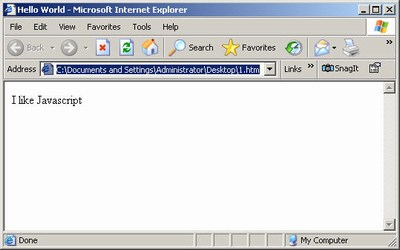 Hello World - Microsoft Internet Explorer
File Edit View Favorites Tools Help
Back Search Favorites
Address C:\Documents and Settings\Administrator\Desktop\1.htm Links » SnagIt
I like Javascript
Done My Computer